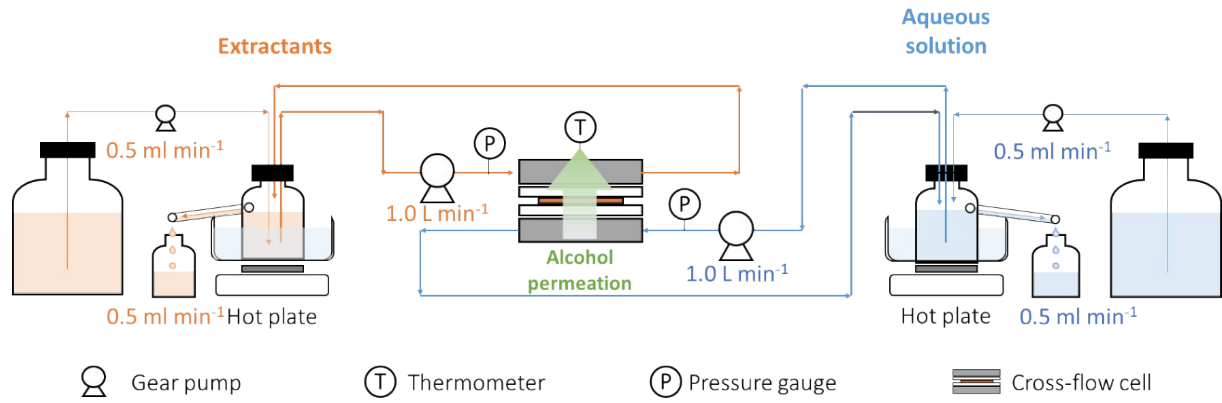 Extractants
Aqueous
solution
0.5 ml min⁻¹
0.5 ml min⁻¹
P
T
1.0 L min⁻¹
P
Alcohol
permeation
1.0 L min⁻¹
0.5 ml min⁻¹
Hot plate
Hot plate
0.5 ml min⁻¹
Gear pump
T
Thermometer
P
Pressure gauge
Cross-flow cell